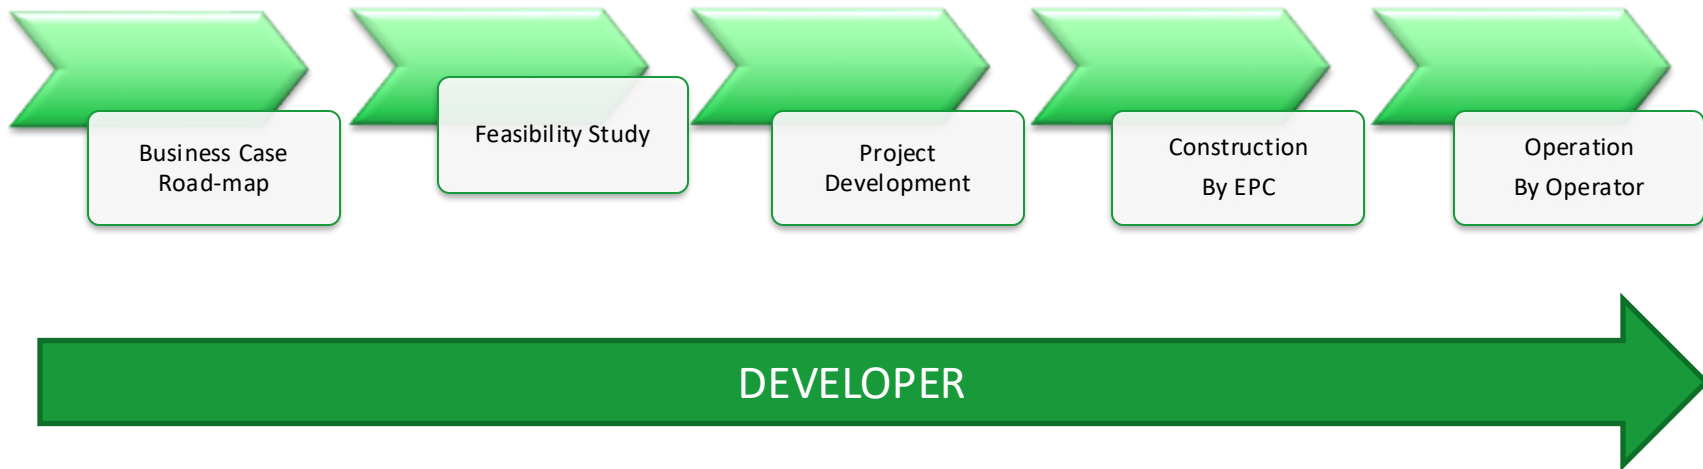 Business Case
Road-map
Feasibility Study
Project
Development
Construction
By EPC
Operation
By Operator
DEVELOPER